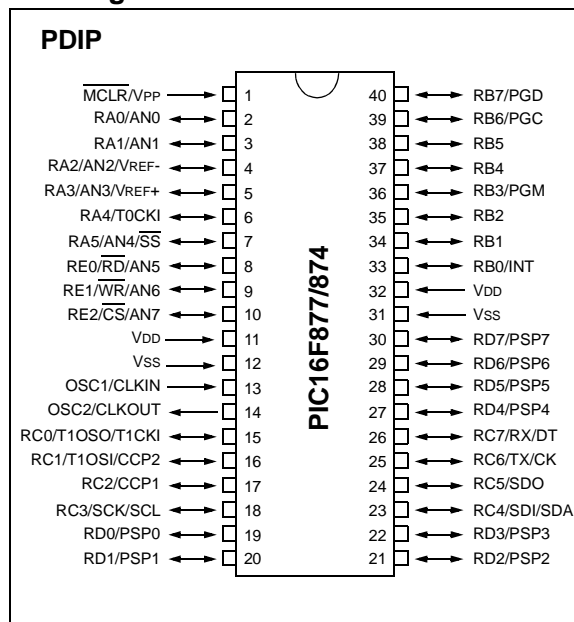 PDIP
MCLR/VPP 1 40 RB7/PGD
RA0/AN0 2 39 RB6/PGC
RA1/AN1 3 38 RB5
RA2/AN2/VREF- 4 37 RB4
RA3/AN3/VREF+ 5 36 RB3/PGM
RA4/T0CKI 6 35 RB2
RA5/AN4/SS 7 34 RB1
RE0/RD/AN5 8 33 RB0/INT
RE1/WR/AN6 9 32 VDD
RE2/CS/AN7 10 31 VSS
VDD 11 30 RD7/PSP7
VSS 12 29 RD6/PSP6
OSC1/CLKIN 13 28 RD5/PSP5
OSC2/CLKOUT 14 27 RD4/PSP4
RC0/T1OSO/T1CKI 15 26 RC7/RX/DT
RC1/T1OSI/CCP2 16 25 RC6/TX/CK
RC2/CCP1 17 24 RC5/SDO
RC3/SCK/SCL 18 23 RC4/SDI/SDA
RD0/PSP0 19 22 RD3/PSP3
RD1/PSP1 20 21 RD2/PSP2
PIC16F877/874